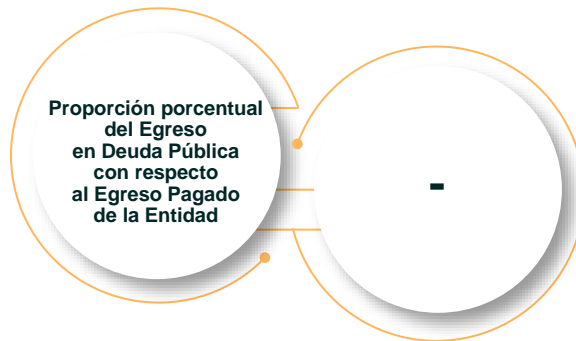 Proporción porcentual
del Egreso
en Deuda Pública
con respecto
al Egreso Pagado
de la Entidad
-